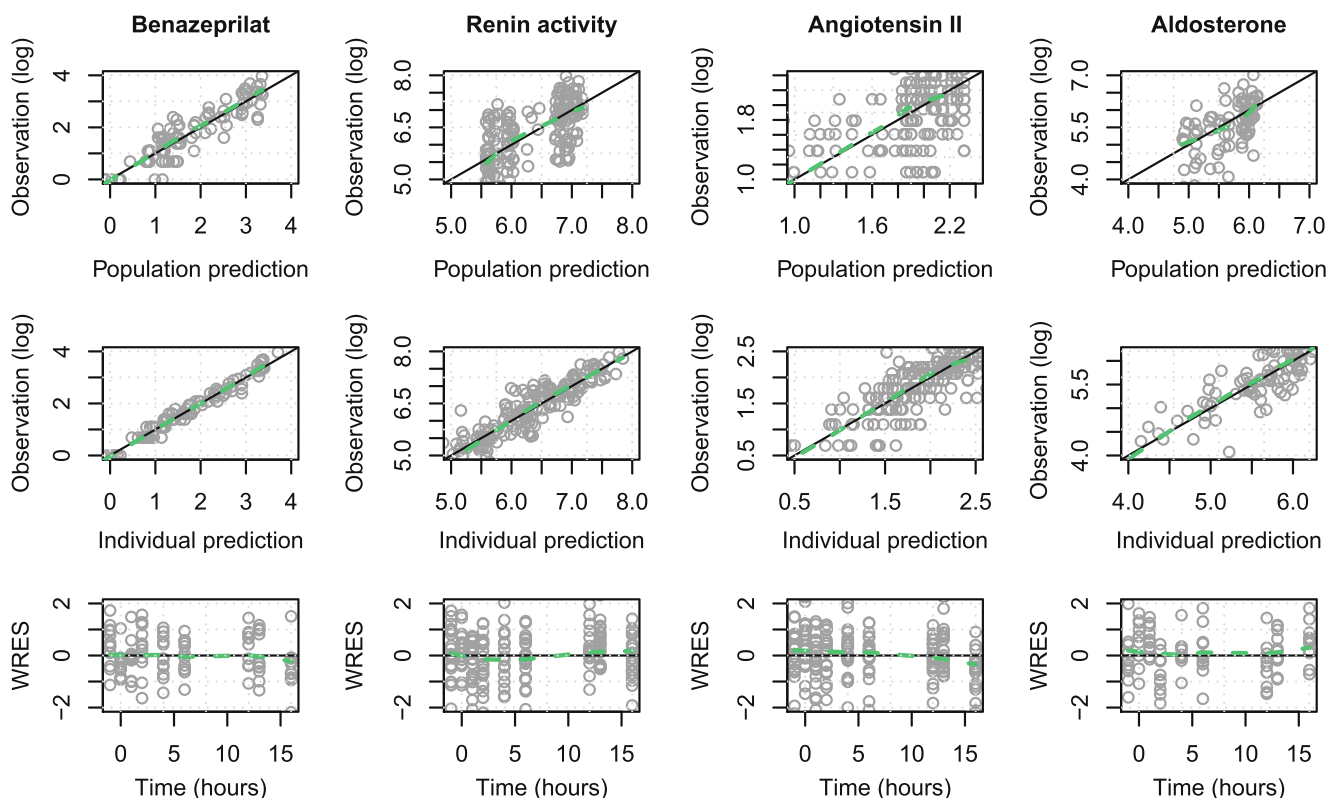 Benazeprilat Renin activity Angiotensin II Aldosterone
Observation (log) 0 2 4 Observation (log) 5.0 6.5 8.0 Observation (log) 1.0 1.8 Observation (log) 4.0 5.5 7.0
0 1 2 3 4 5.0 6.0 7.0 8.0 1.0 1.6 2.2 4.0 5.0 6.0 7.0
Population prediction Population prediction Population prediction Population prediction
Observation (log) 0 2 4 Observation (log) 5.0 6.5 8.0 Observation (log) 0.5 1.5 2.5 Observation (log) 4.0 5.5
0 1 2 3 4 5.0 6.0 7.0 8.0 0.5 1.5 2.5 4.0 5.0 6.0
Individual prediction Individual prediction Individual prediction Individual prediction
WRES −2 0 2 WRES −2 0 2 WRES −2 0 2 WRES −2 0 2
0 5 10 15 0 5 10 15 0 5 10 15 0 5 10 15
Time (hours) Time (hours) Time (hours) Time (hours)